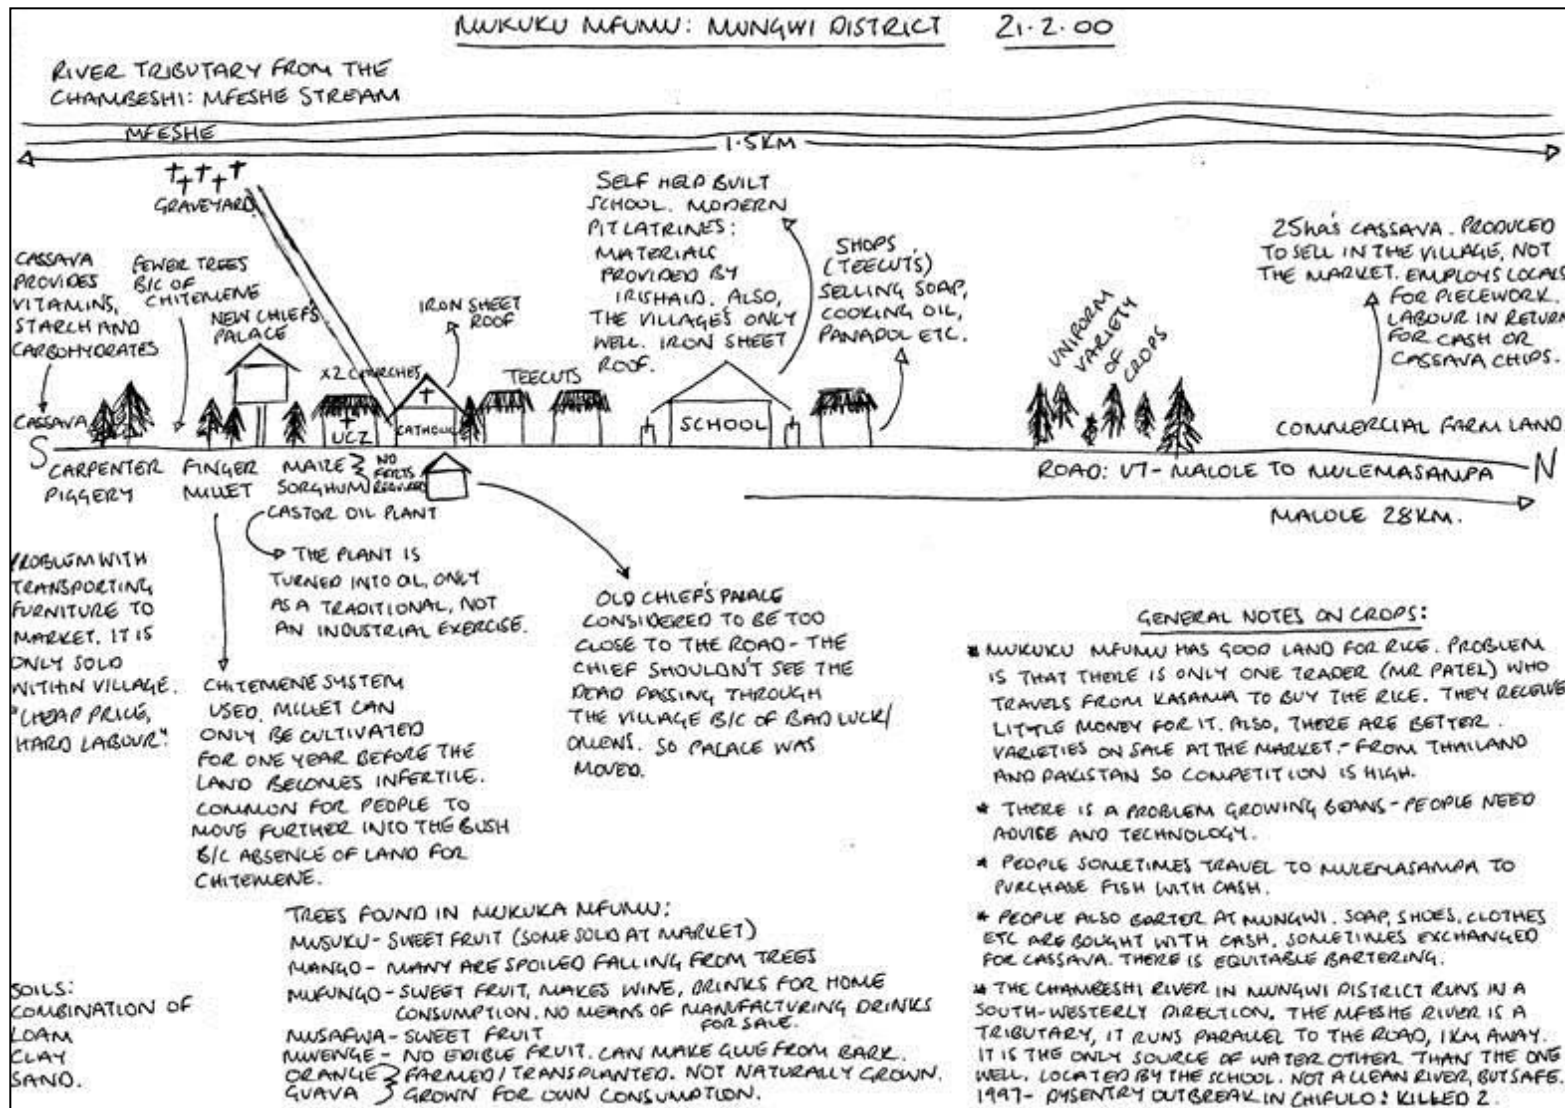 MUKUKU MFUMU: MUNGWI DISTRICT 21.2.00
RIVER TRIBUTARY FROM THE
CHAMBESHI: MFESHE STREAM
MFESHE
1.5KM
GRAVEYARD
CASSAVA
PROVIDES
VITAMINS,
STARCH AND
CARBOHYDRATES
FEWER TREES
B/C OF
CHITEMENE
NEW CHIEF'S
PALACE
X2 CHURCHES
IRON SHEET
ROOF
TEECUTS
SELF HELP BUILT
SCHOOL. MODERN
PIT LATRINES:
MATERIALS
PROVIDED BY
IRISHAID. ALSO,
THE VILLAGE'S ONLY
WELL. IRON SHEET
ROOF.
SHOPS
(TEECUTS)
SELLING SOAP,
COOKING OIL,
PANADOL ETC.
UNIFORM
VARIETY
OF
CROPS
25ha's CASSAVA. PRODUCED
TO SELL IN THE VILLAGE, NOT
THE MARKET. EMPLOYS LOCALS
FOR PIECEWORK.
LABOUR IN RETURN
FOR CASH OR
CASSAVA CHIPS.
CASSAVA
UCZ
CATHOLIC
SCHOOL
COMMERCIAL FARM LAND
S
N
CARPENTER
PIGGERY
FINGER
MILLET
MAIZE
SORGHUM
NO
FERTS
REQUIRED
CASTOR OIL PLANT
ROAD: U7 - MALOLE TO MULEMASAMPA
MALOLE 28KM.
PROBLEM WITH
TRANSPORTING
FURNITURE TO
MARKET. IT IS
ONLY SOLD
WITHIN VILLAGE.
"CHEAP PRICE,
HARD LABOUR".
THE PLANT IS
TURNED INTO OIL, ONLY
AS A TRADITIONAL, NOT
AN INDUSTRIAL EXERCISE.
CHITEMENE SYSTEM
USED. MILLET CAN
ONLY BE CULTIVATED
FOR ONE YEAR BEFORE THE
LAND BECOMES INFERTILE.
COMMON FOR PEOPLE TO
MOVE FURTHER INTO THE BUSH
B/C ABSENCE OF LAND FOR
CHITEMENE.
OLD CHIEF'S PALACE
CONSIDERED TO BE TOO
CLOSE TO THE ROAD - THE
CHIEF SHOULDN'T SEE THE
DEAD PASSING THROUGH
THE VILLAGE B/C OF BAD LUCK/
OMENS. SO PALACE WAS
MOVED.
GENERAL NOTES ON CROPS:
* MUKUKU MFUMU HAS GOOD LAND FOR RICE. PROBLEM
IS THAT THERE IS ONLY ONE TRADER (MR PATEL) WHO
TRAVELS FROM KASAMA TO BUY THE RICE. THEY RECEIVE
LITTLE MONEY FOR IT. ALSO, THERE ARE BETTER
VARIETIES ON SALE AT THE MARKET - FROM THAILAND
AND PAKISTAN SO COMPETITION IS HIGH.
* THERE IS A PROBLEM GROWING BEANS - PEOPLE NEED
ADVISE AND TECHNOLOGY.
* PEOPLE SOMETIMES TRAVEL TO MULEMASAMPA TO
PURCHASE FISH WITH CASH.
* PEOPLE ALSO BARTER AT MUNGWI. SOAP, SHOES, CLOTHES
ETC ARE BOUGHT WITH CASH. SOMETIMES EXCHANGED
FOR CASSAVA. THERE IS EQUITABLE BARTERING.
* THE CHAMBESHI RIVER IN MUNGWI DISTRICT RUNS IN A
SOUTH-WESTERLY DIRECTION. THE MFESHE RIVER IS A
TRIBUTARY, IT RUNS PARALLEL TO THE ROAD, 1KM AWAY.
IT IS THE ONLY SOURCE OF WATER OTHER THAN THE ONE
WELL. LOCATED BY THE SCHOOL. NOT A CLEAN RIVER, BUT SAFE.
1997 - DYSENTRY OUTBREAK IN CHIFULO: KILLED 2.
TREES FOUND IN MUKUKA MFUMU:
MUSUKU - SWEET FRUIT (SOME SOLD AT MARKET)
MANGO - MANY ARE SPOILED FALLING FROM TREES
MUFUNGO - SWEET FRUIT, MAKES WINE, DRINKS FOR HOME
CONSUMPTION. NO MEANS OF MANUFACTURING DRINKS
FOR SALE.
MUSAFWA - SWEET FRUIT
MWENGE - NO EDIBLE FRUIT. CAN MAKE GLUE FROM BARK.
ORANGE } FARMED/TRANSPLANTED. NOT NATURALLY GROWN.
GUAVA } GROWN FOR OWN CONSUMPTION.
SOILS:
COMBINATION OF
LOAM
CLAY
SAND.